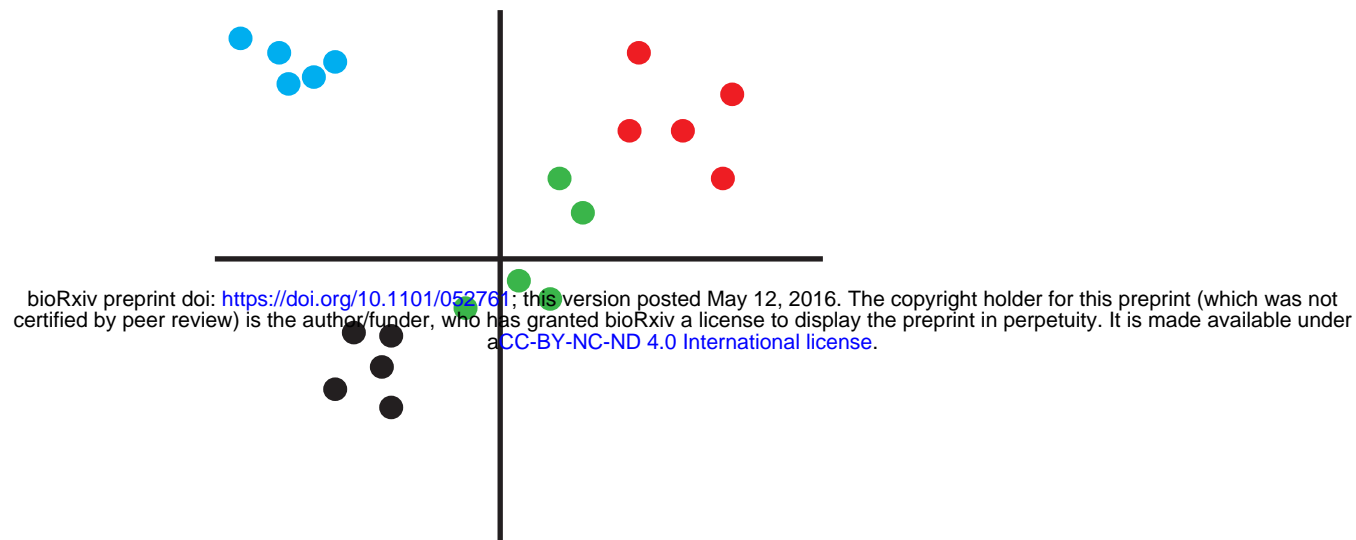 bioRxiv preprint doi: https://doi.org/10.1101/052761; this version posted May 12, 2016. The copyright holder for this preprint (which was not
certified by peer review) is the author/funder, who has granted bioRxiv a license to display the preprint in perpetuity. It is made available under
aCC-BY-NC-ND 4.0 International license.